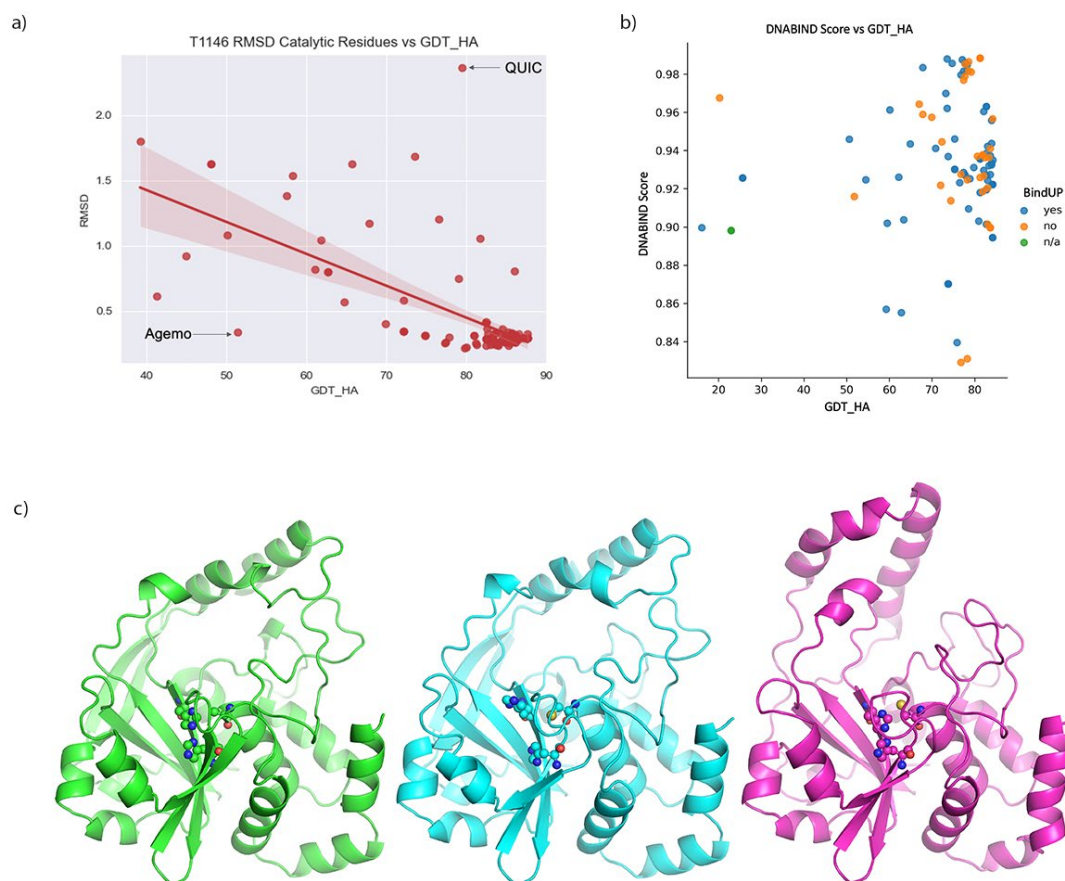 a)
T1146 RMSD Catalytic Residues vs GDT_HA
QUIC
2.0
1.5
RMSD
1.0
0.5
Agemo
40 50 60 70 80 90
GDT_HA
b)
DNABIND Score vs GDT_HA
0.98
0.96
0.94
0.92
0.90
0.86
0.84
DNABIND Score
BindUP
yes
no
n/a
20 30 30 40 50 60 70 80
GDT_HA
c)